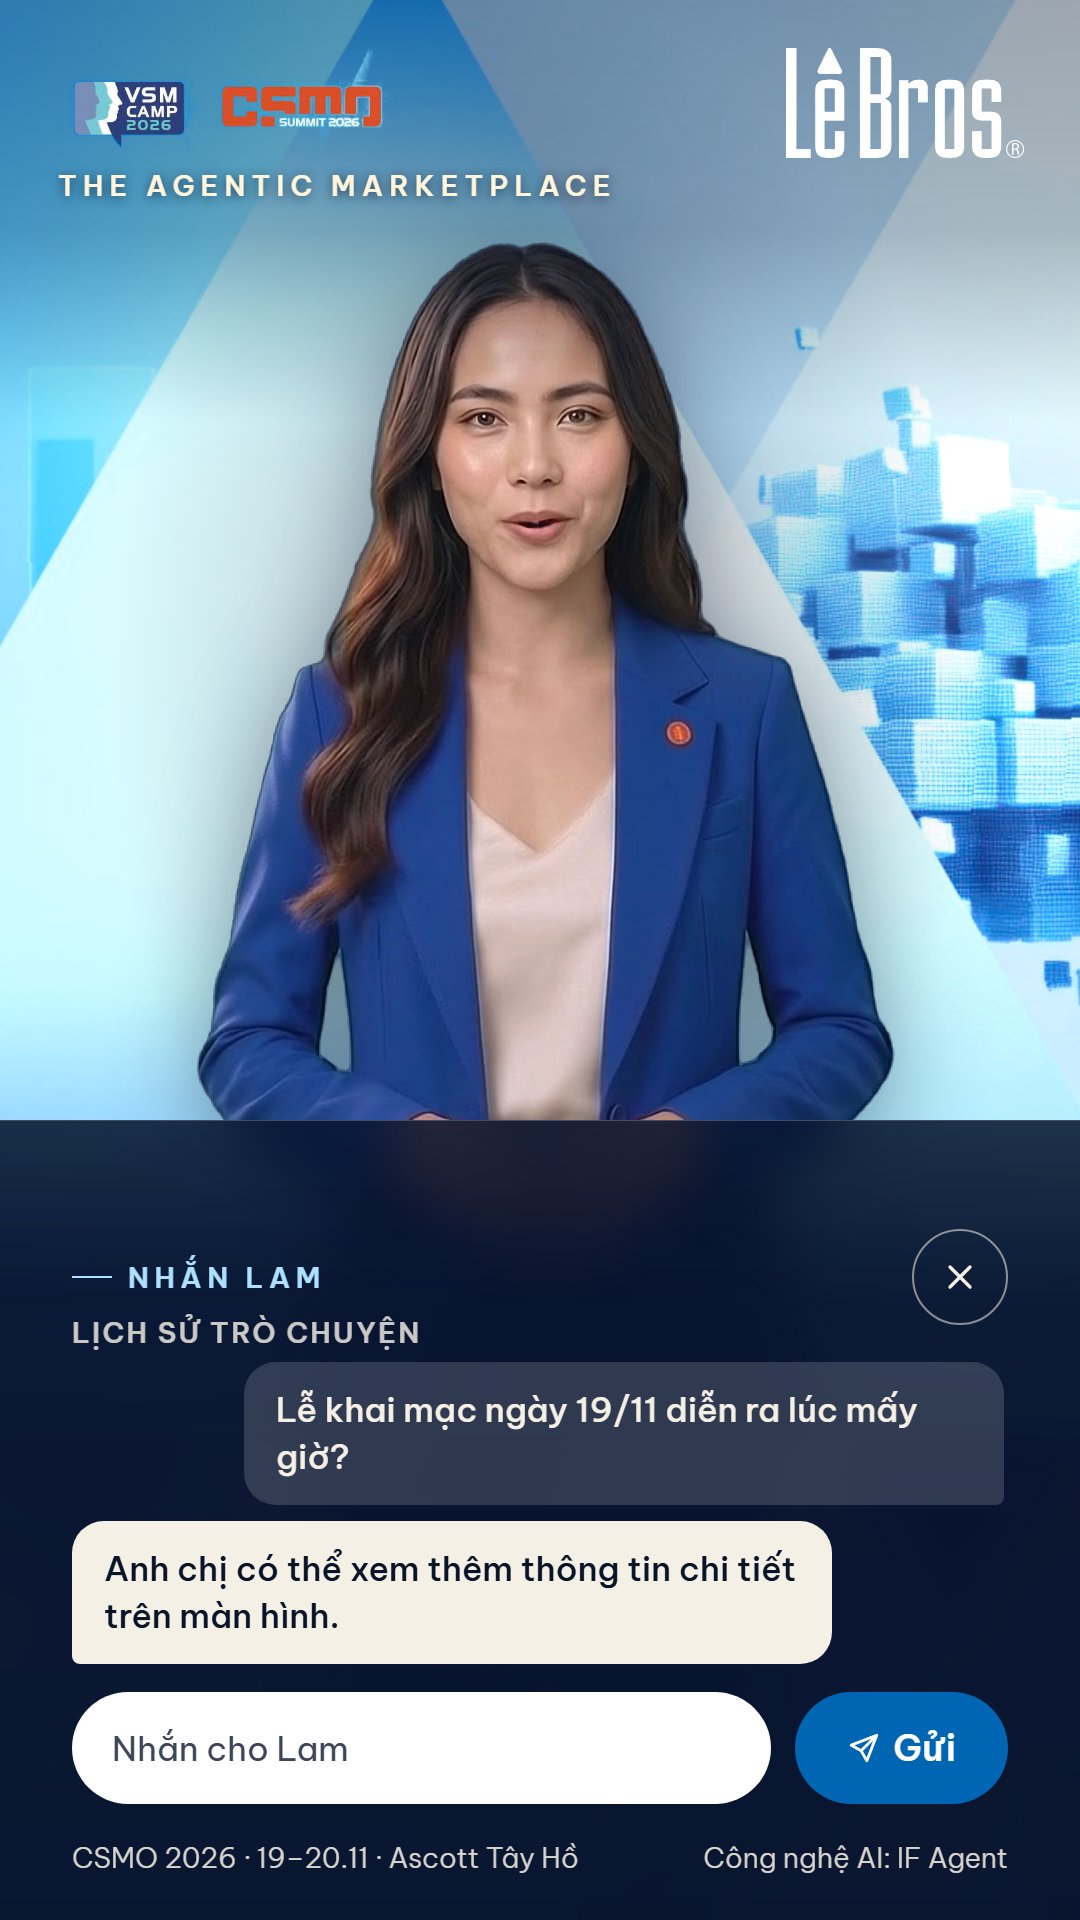 VSM
CAMP
2026
CSMO
SUMMIT 2026
LêBros®
THE AGENTIC MARKETPLACE
NHẮN LAM
LỊCH SỬ TRÒ CHUYỆN
Lễ khai mạc ngày 19/11 diễn ra lúc mấy
giờ?
Anh chị có thể xem thêm thông tin chi tiết
trên màn hình.
Nhắn cho Lam
Gửi
CSMO 2026 · 19–20.11 · Ascott Tây Hồ
Công nghệ AI: IF Agent